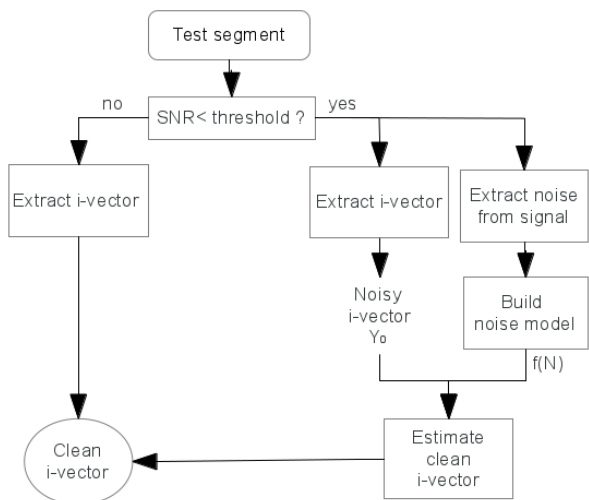 Test segment
no
SNR< threshold ?
yes
Extract i-vector
Extract i-vector
Extract noise
from signal
Noisy
i-vector
Y₀
Build
noise model
f(N)
Clean
i-vector
Estimate
clean
i-vector